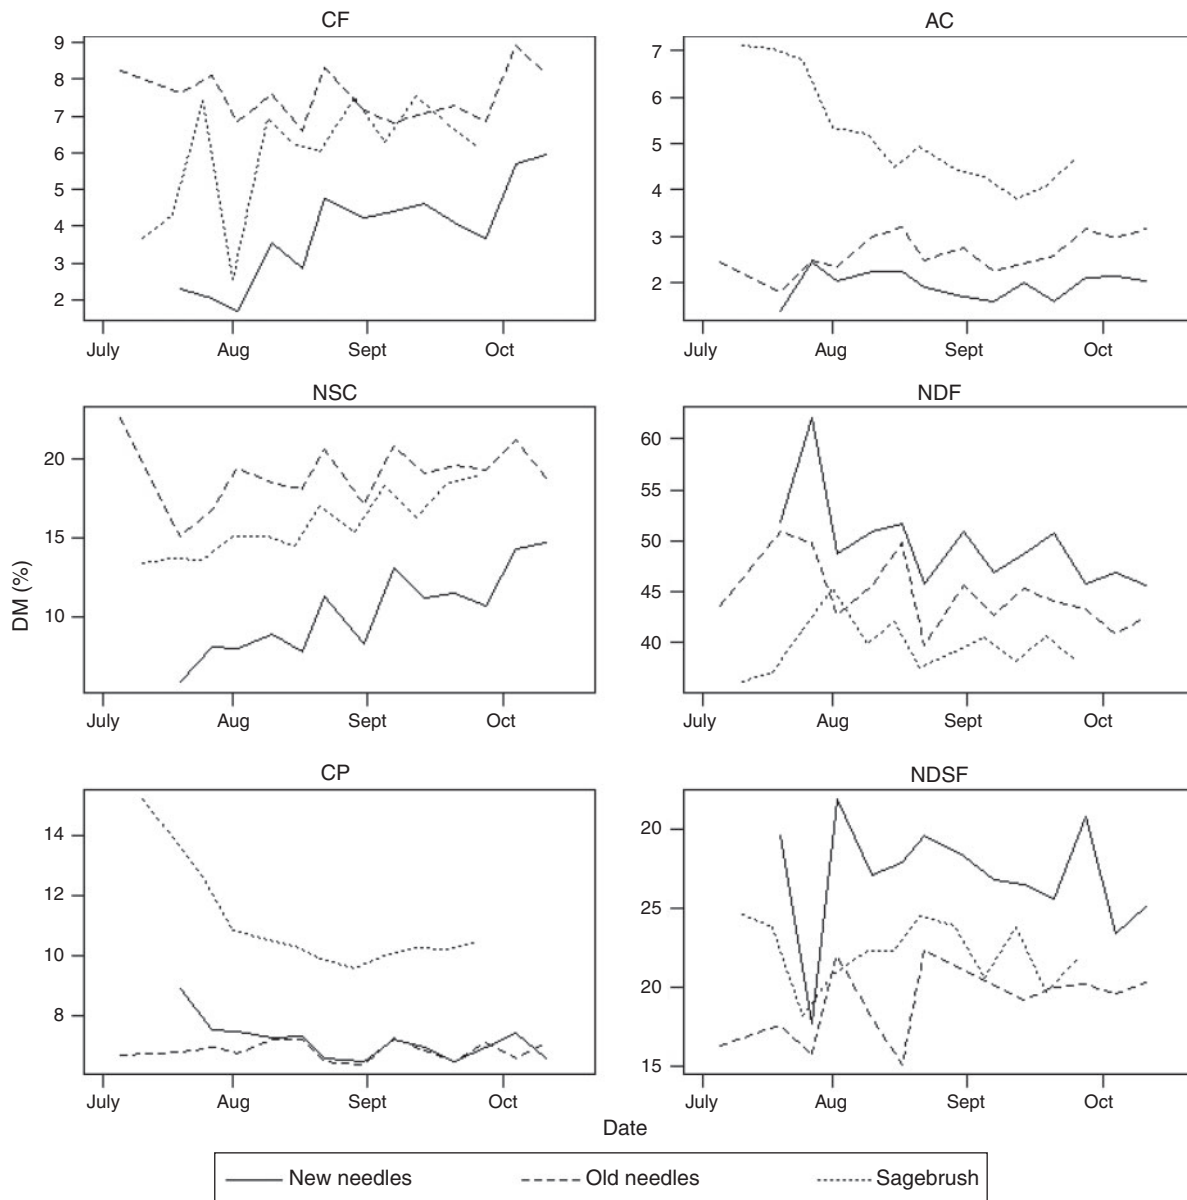 CF
9
8
7
6
5
4
3
2
July Aug Sept Oct
AC
7
6
5
4
3
2
July Aug Sept Oct
NSC
20
15
10
July Aug Sept Oct
NDF
60
55
50
45
40
July Aug Sept Oct
CP
14
12
10
8
July Aug Sept Oct
NDSF
20
25
20
15
July Aug Sept Oct
DM (%)
Date
New needles Old needles Sagebrush